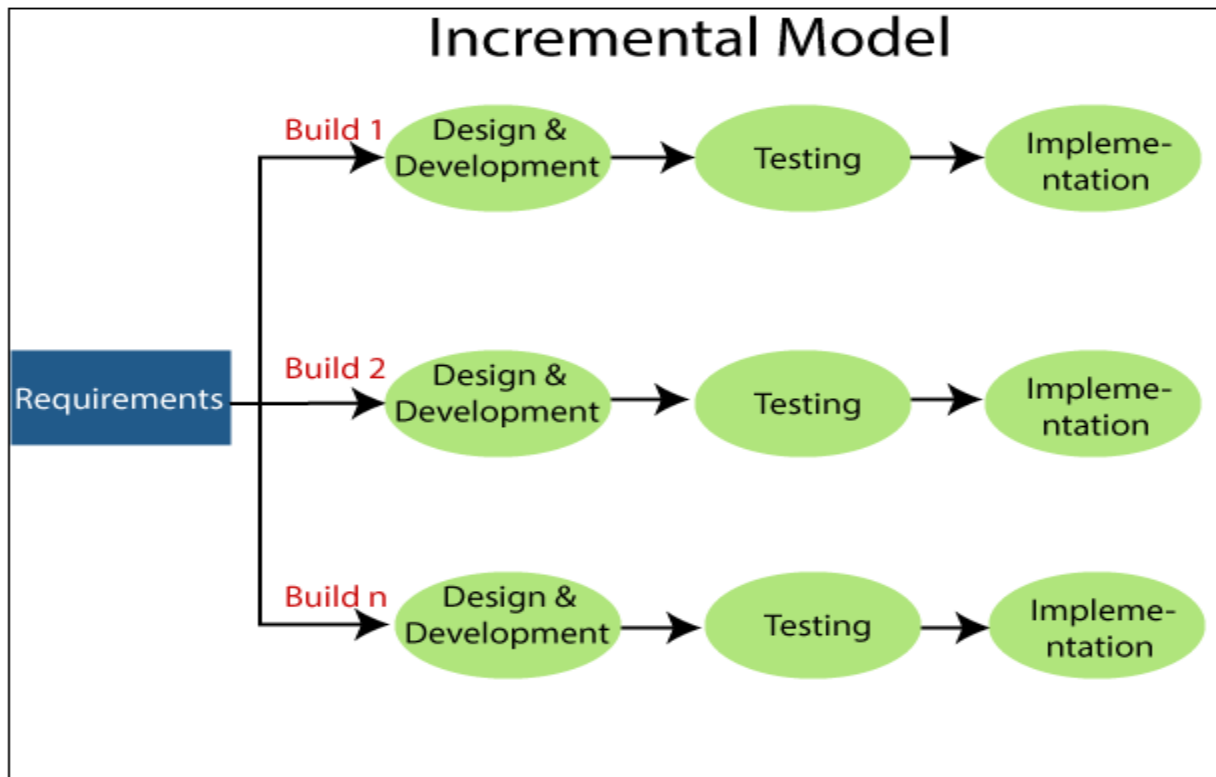 Incremental Model
Build 1
Design &
Development
Testing
Impleme-
ntation
Requirements
Build 2
Design &
Development
Testing
Impleme-
ntation
Build n
Design &
Development
Testing
Impleme-
ntation